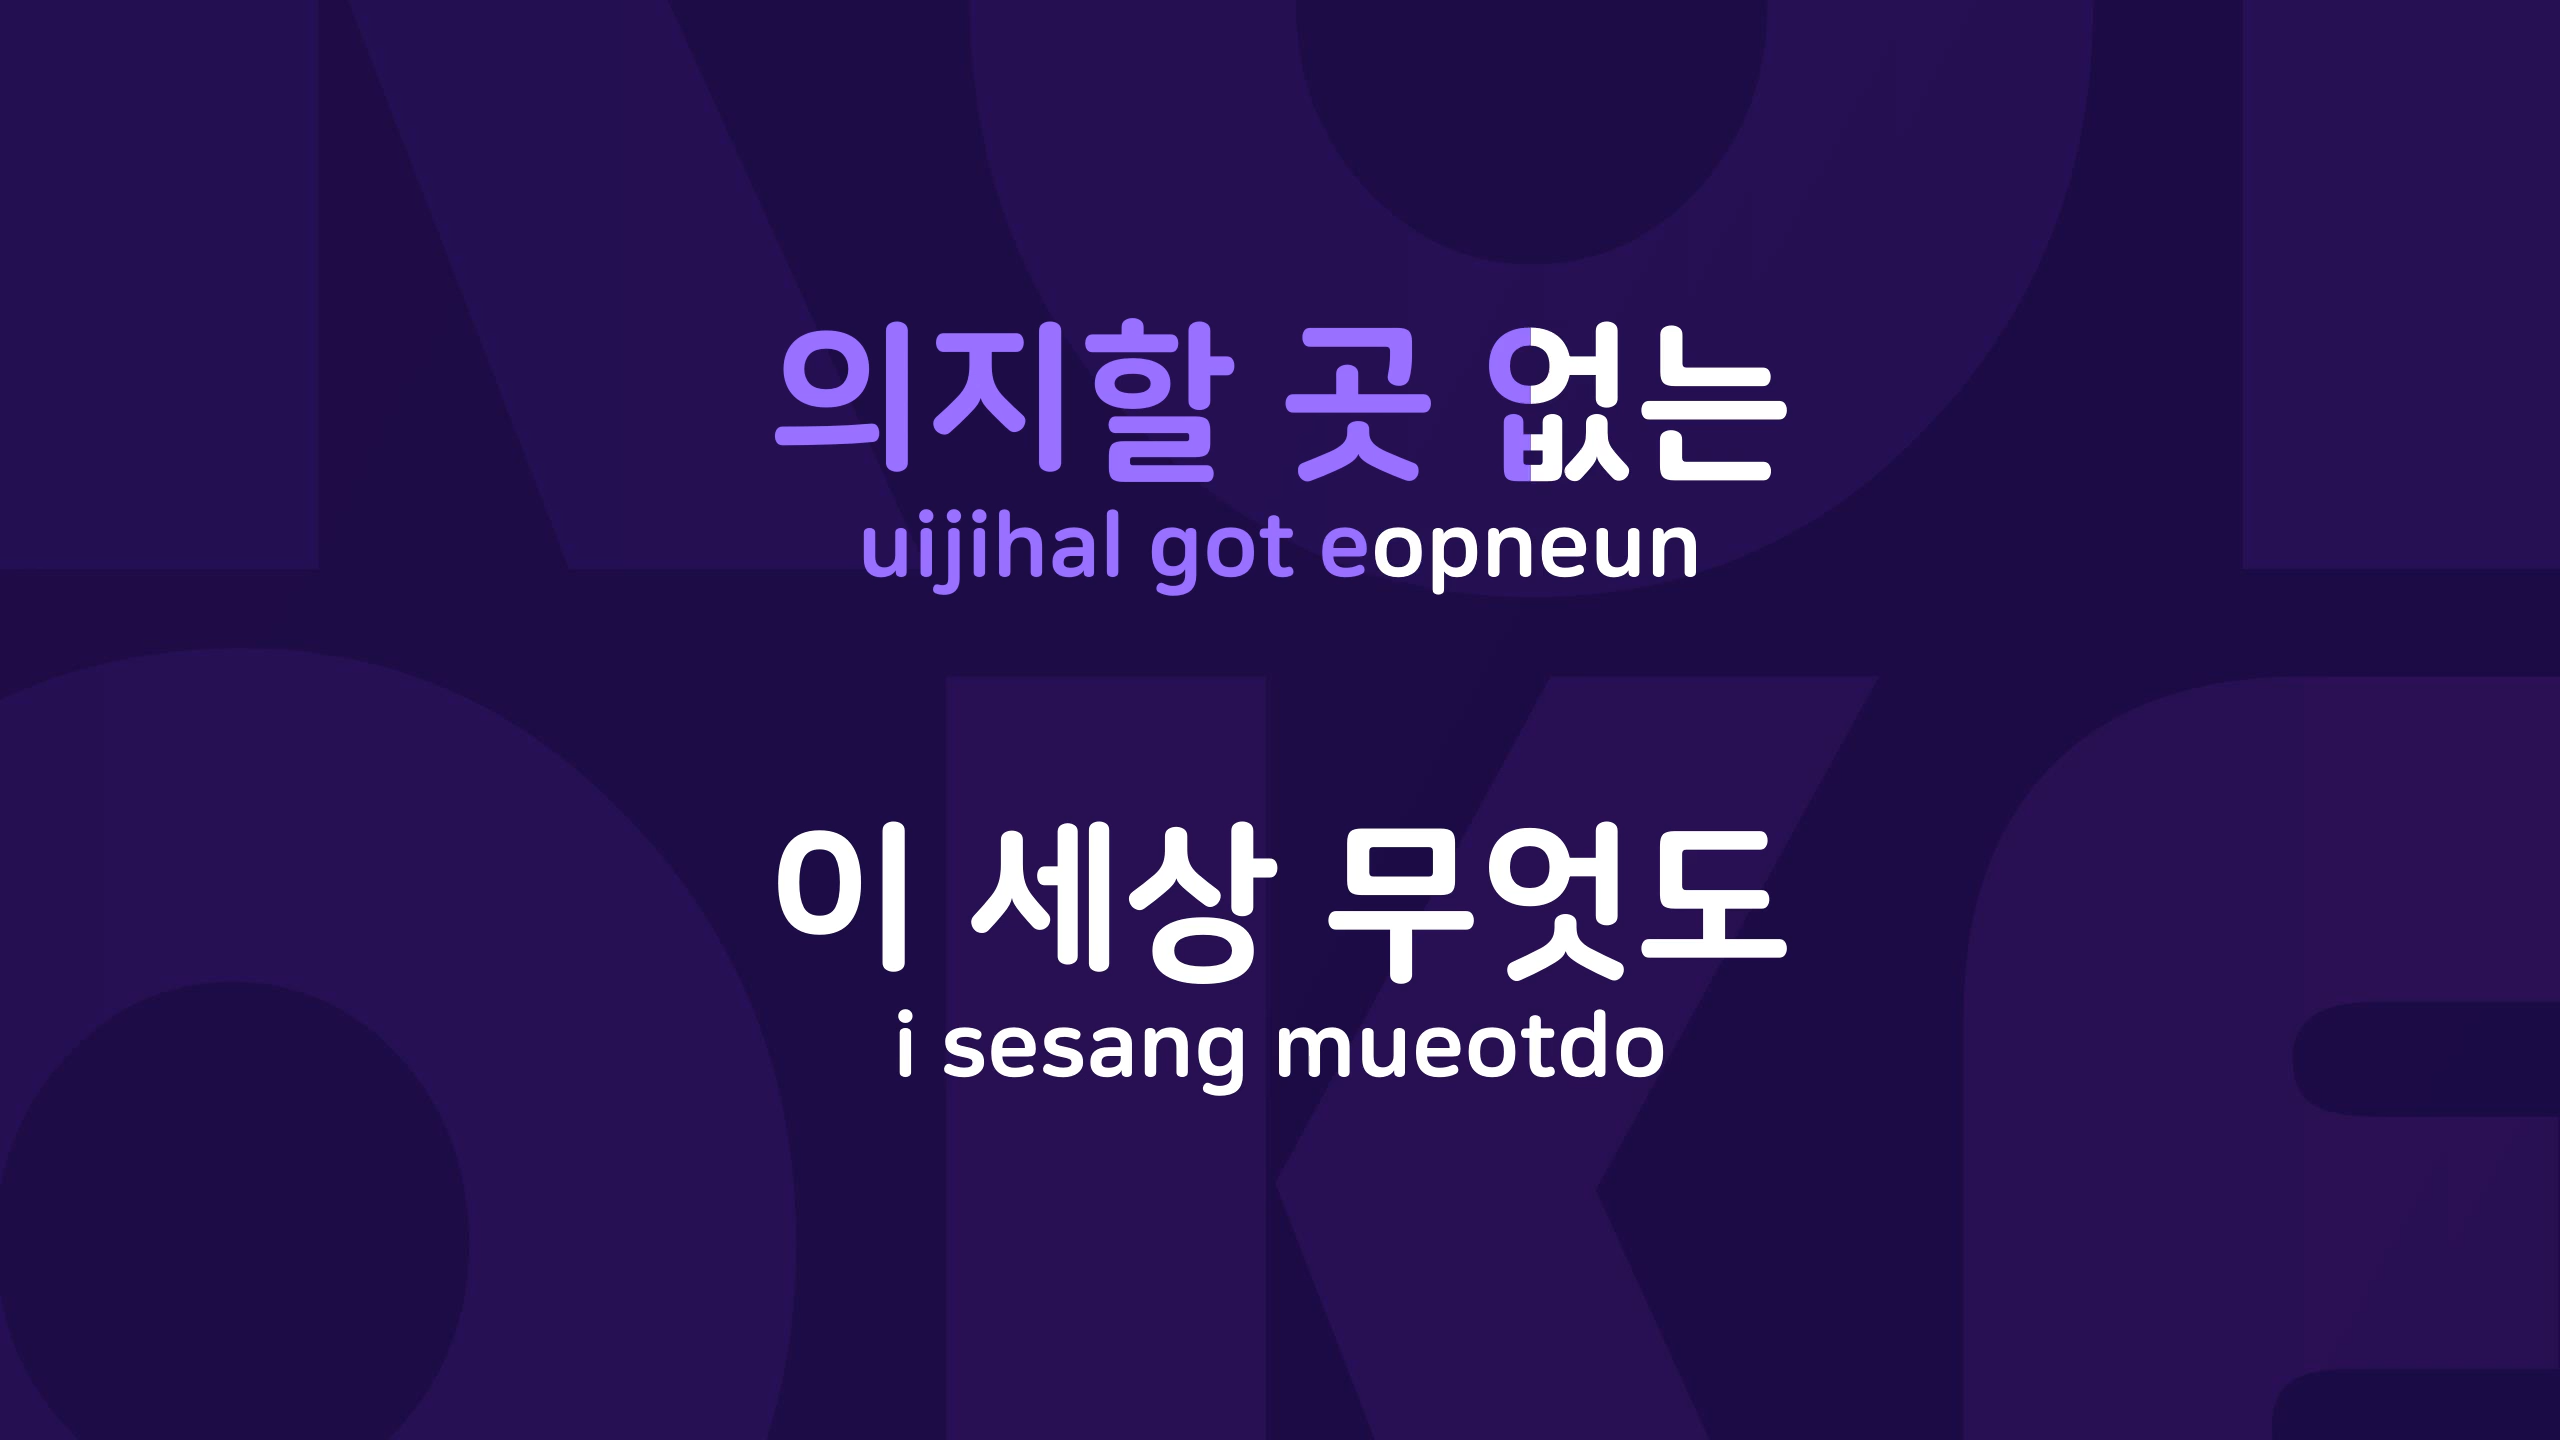 의지할 곳 없는
uijihal got eopneun
이 세상 무엇도
i sesang mueotdo